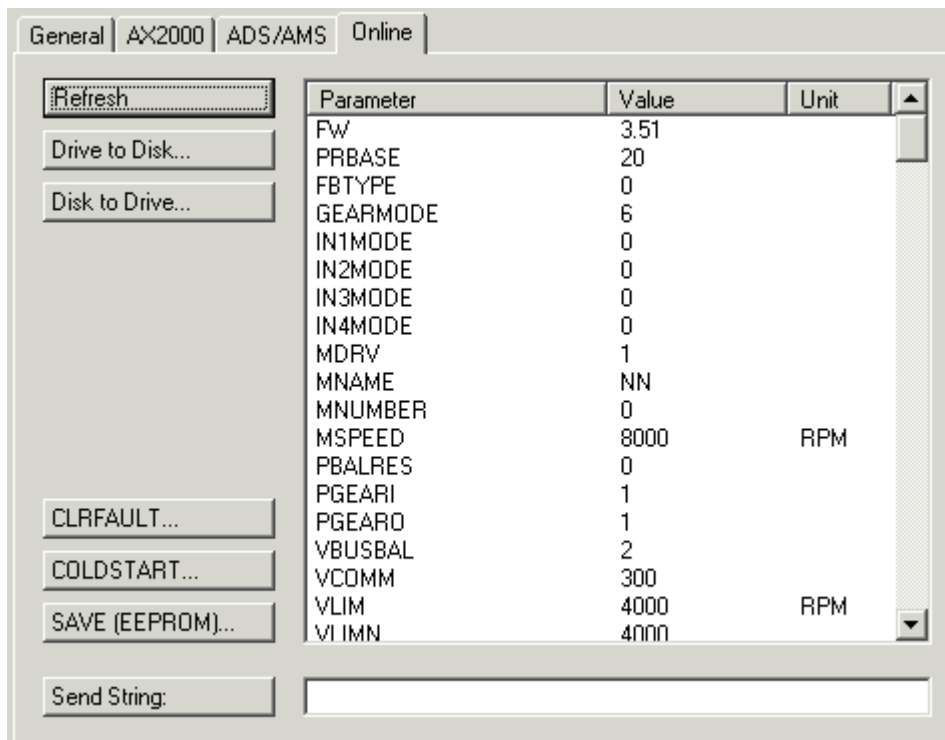 General AX2000 ADS/AMS Online
Refresh
Drive to Disk...
Disk to Drive...
CLRFAULT...
COLDSTART...
SAVE (EEPROM)...
Parameter Value Unit
FW 3.51
PRBASE 20
FBTYPE 0
GEARMODE 6
IN1MODE 0
IN2MODE 0
IN3MODE 0
IN4MODE 0
MDRV 1
MNAME NN
MNUMBER 0
MSPEED 8000 RPM
PBALRES 0
PGEARI 1
PGEARO 1
VBUSBAL 2
VCOMM 300
VLIM 4000 RPM
VLIMN 4000
Send String: